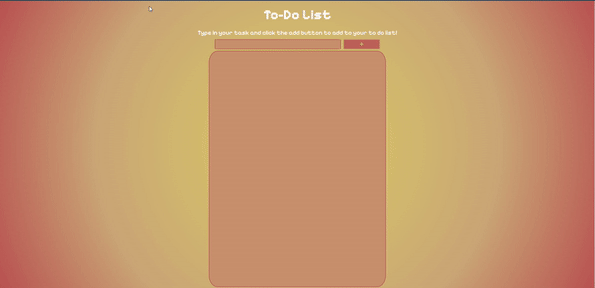 To-Do List
Type in your task and click the add button to add to your to do list!
+